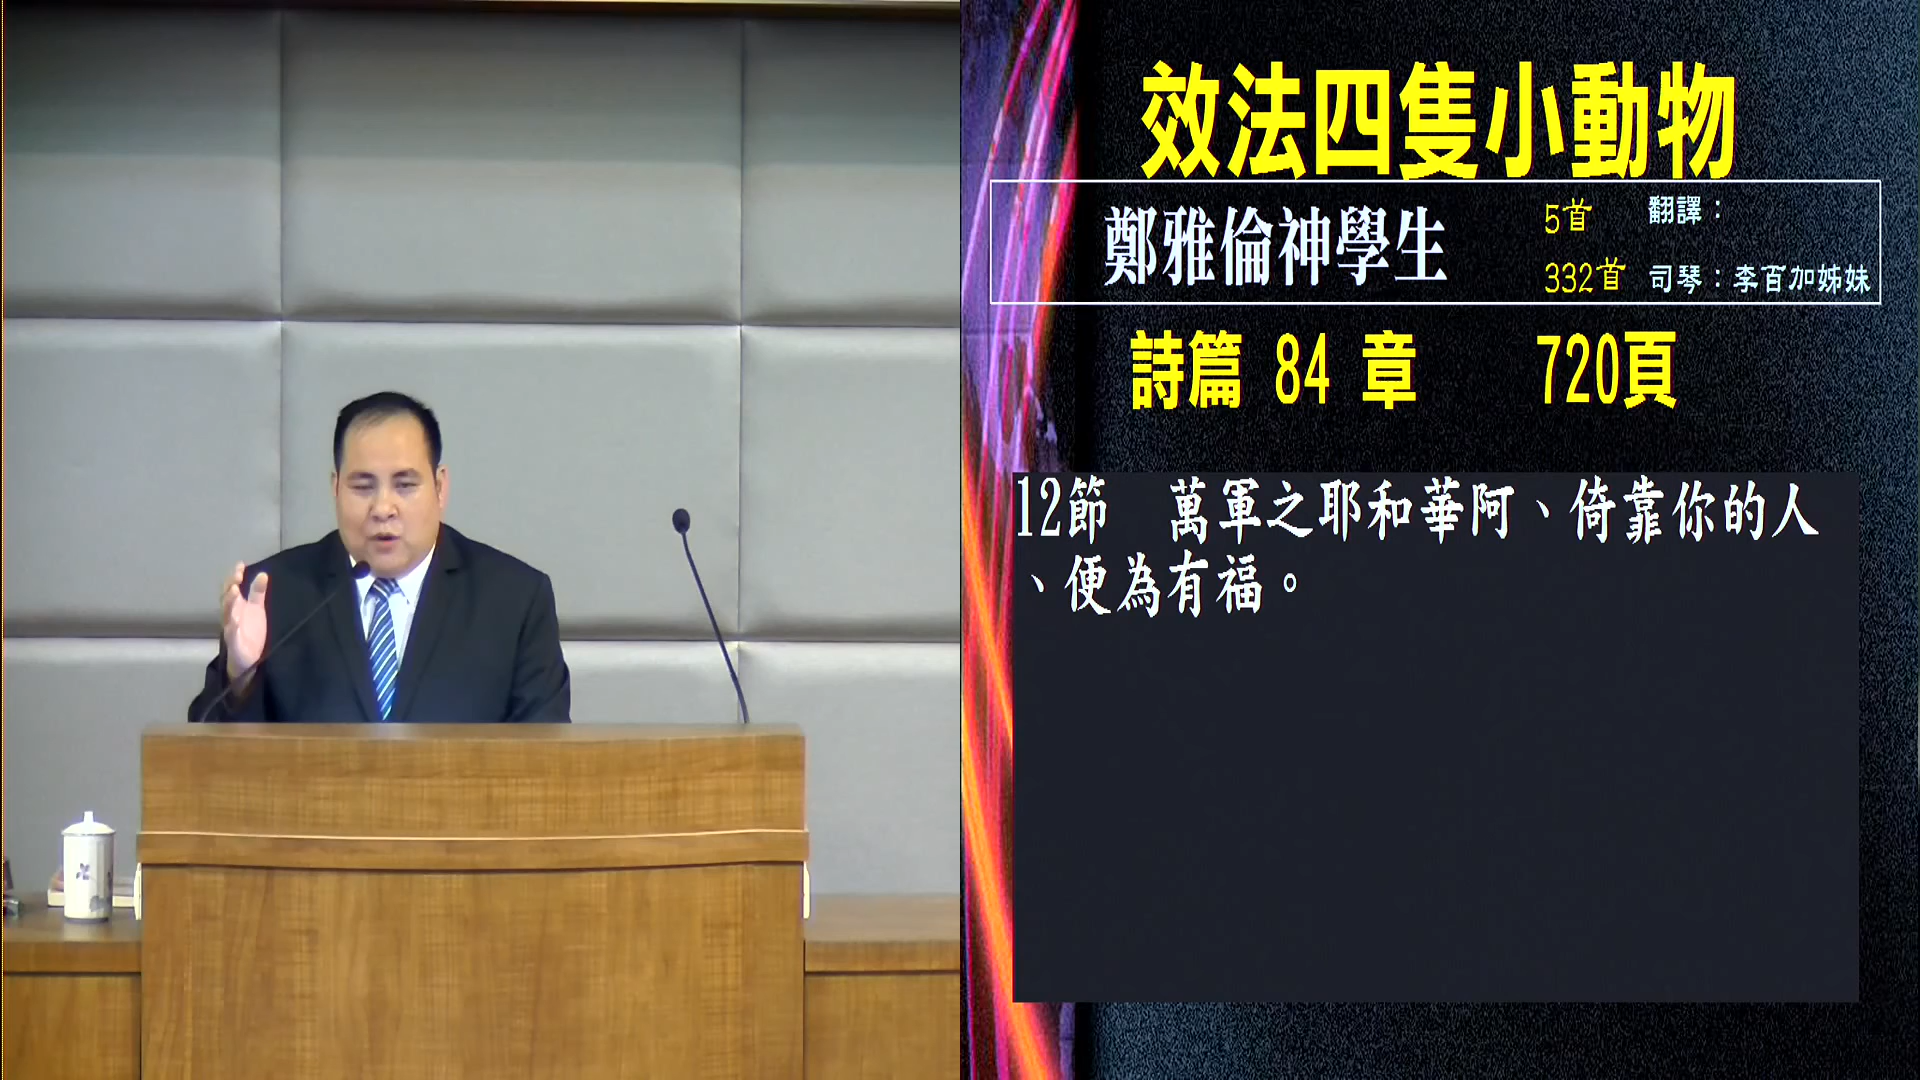 效法四隻小動物
鄭雅倫神學生
5首
翻譯：
332首
司琴：李百加姊妹
詩篇 84 章 720頁
12節 萬軍之耶和華阿、倚靠你的人
、便為有福。